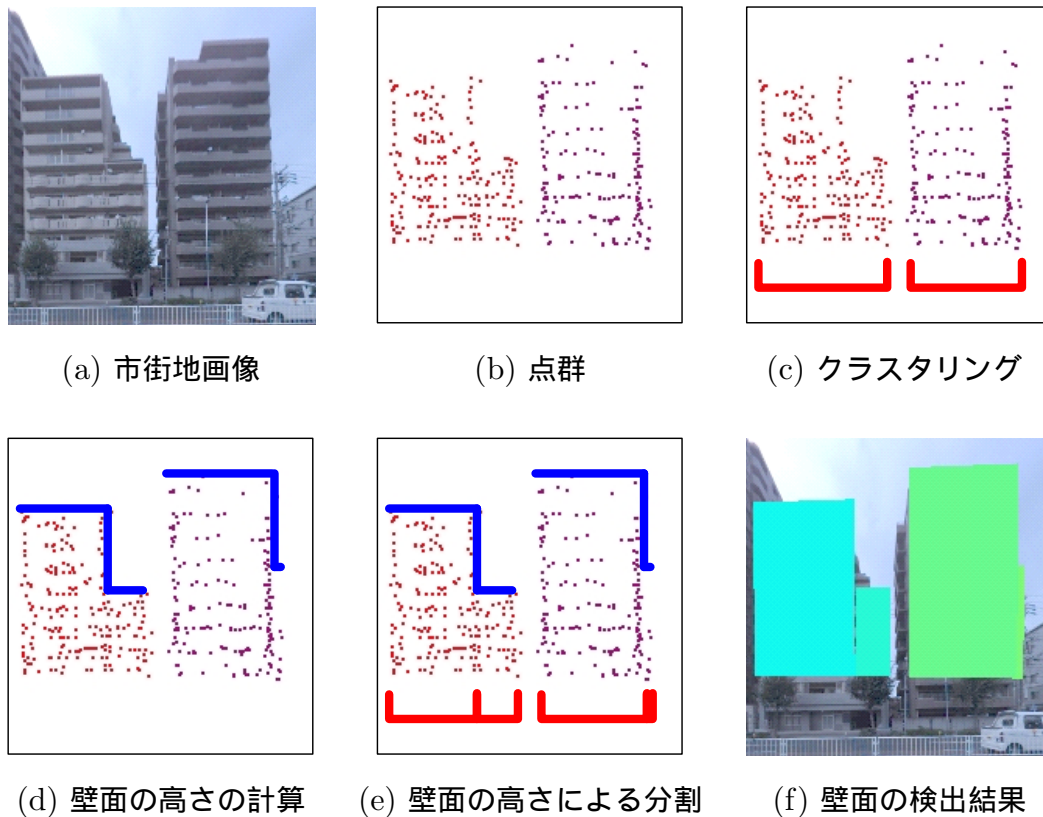 (a) 市街地画像
(b) 点群
(c) クラスタリング
(d) 壁面の高さの計算
(e) 壁面の高さによる分割
(f) 壁面の検出結果